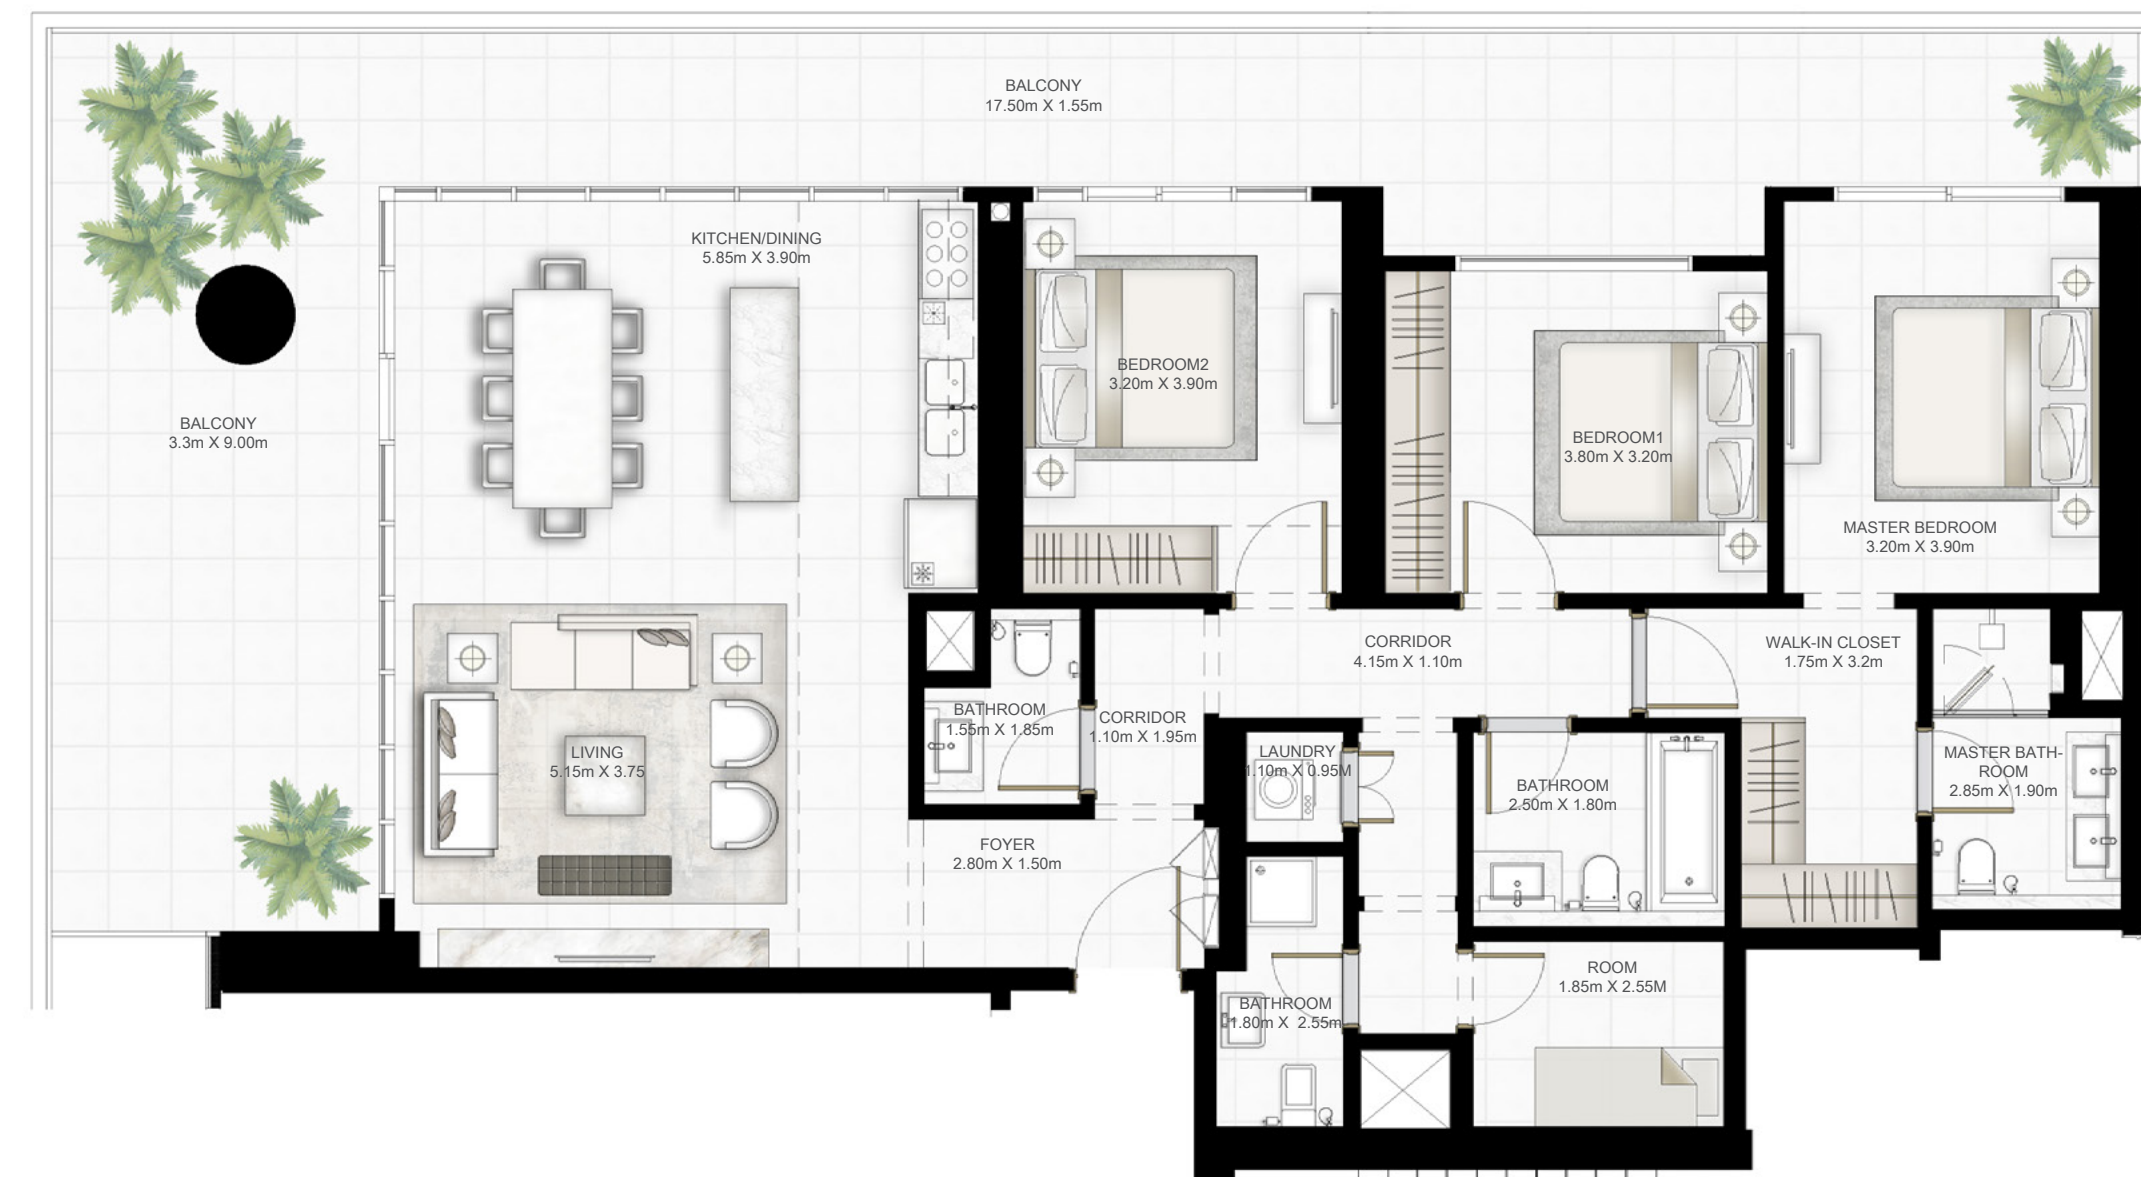 BALCONY
17.50m X 1.55m
KITCHEN/DINING
5.85m X 3.90m
BEDROOM2
3.20m X 3.90m
BALCONY
3.3m X 9.00m
BEDROOM1
3.80m X 3.20m
MASTER BEDROOM
3.20m X 3.90m
CORRIDOR
4.15m X 1.10m
WALK-IN CLOSET
1.75m X 3.2m
BATHROOM
1.55m X 1.85m
CORRIDOR
1.10m X 1.95m
LIVING
5.15m X 3.75
LAUNDRY
1.10m X 0.95M
BATHROOM
2.50m X 1.80m
MASTER BATH-
ROOM
2.85m X 1.90m
FOYER
2.80m X 1.50m
ROOM
1.85m X 2.55M
BATHROOM
1.80m X 2.55m